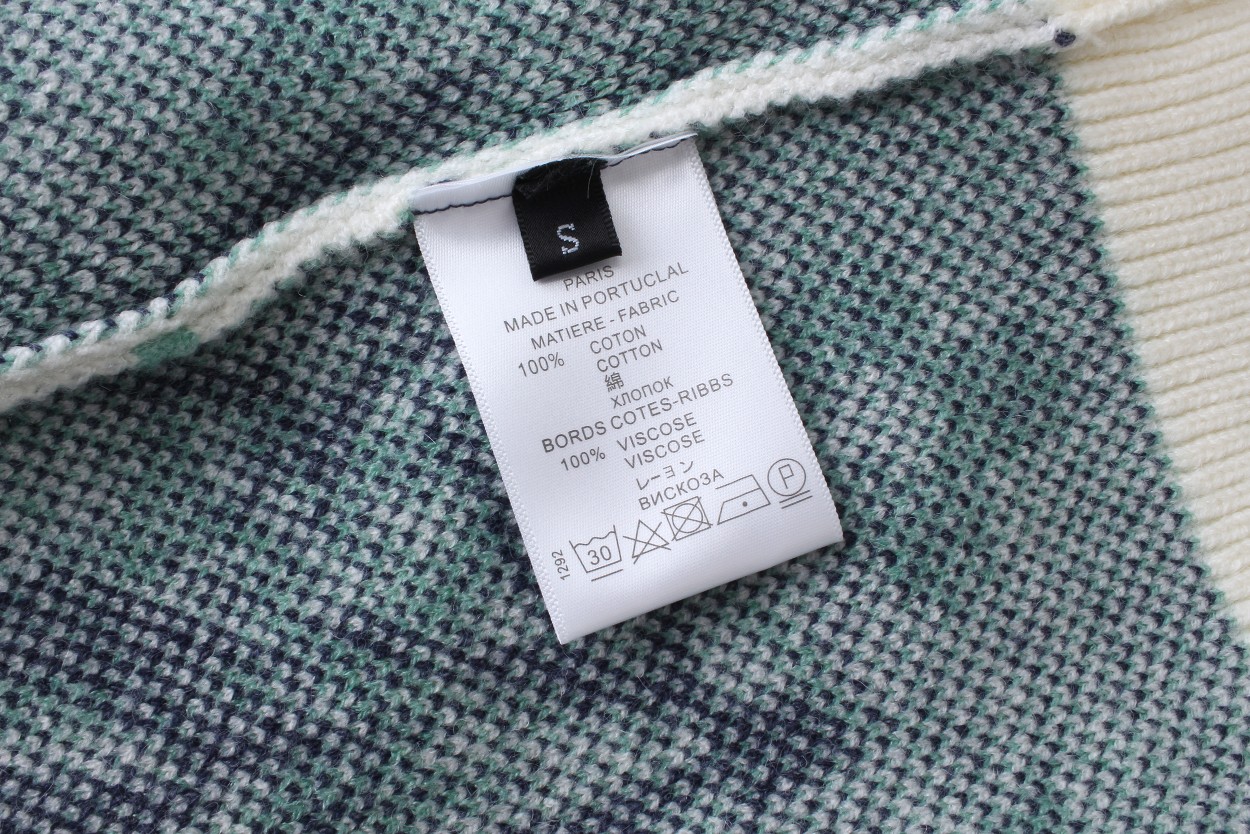 S
PARIS
MADE IN PORTUCLAL
MATIERE - FABRIC
100% COTON
COTTON
綿
ХЛОПОК
BORDS COTES-RIBBS
100% VISCOSE
VISCOSE
レーヨン
ВИСКОЗА
1292 30 P